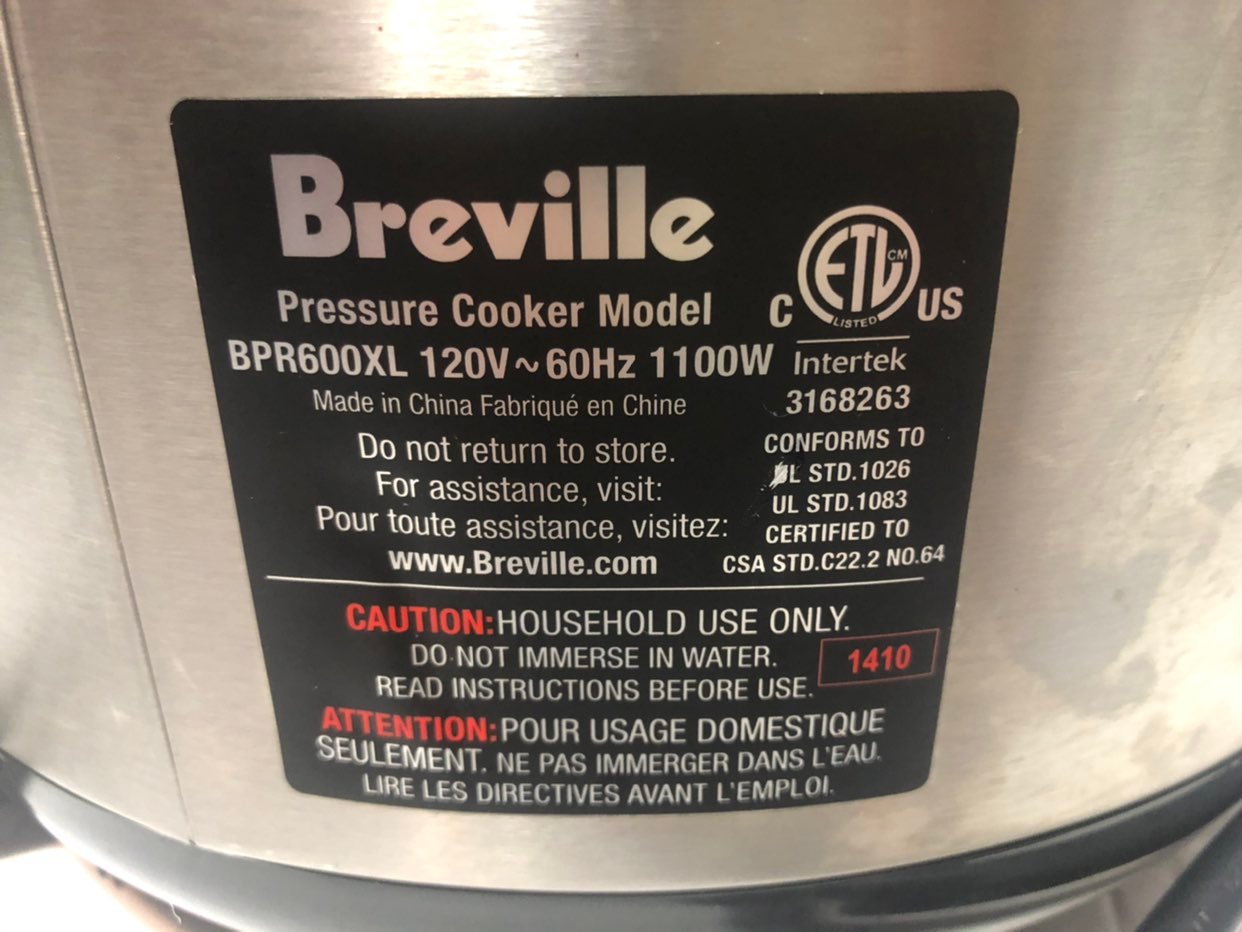 Breville
Pressure Cooker Model
BPR600XL 120V~60Hz 1100W
Made in China Fabriqué en Chine
Do not return to store.
For assistance, visit:
Pour toute assistance, visitez:
www.Breville.com
ETL CM
LISTED
C US
Intertek
3168263
CONFORMS TO
UL STD.1026
UL STD.1083
CERTIFIED TO
CSA STD.C22.2 NO.64
CAUTION:HOUSEHOLD USE ONLY.
DO NOT IMMERSE IN WATER.
READ INSTRUCTIONS BEFORE USE.
1410
ATTENTION:POUR USAGE DOMESTIQUE
SEULEMENT. NE PAS IMMERGER DANS L'EAU.
LIRE LES DIRECTIVES AVANT L'EMPLOI.